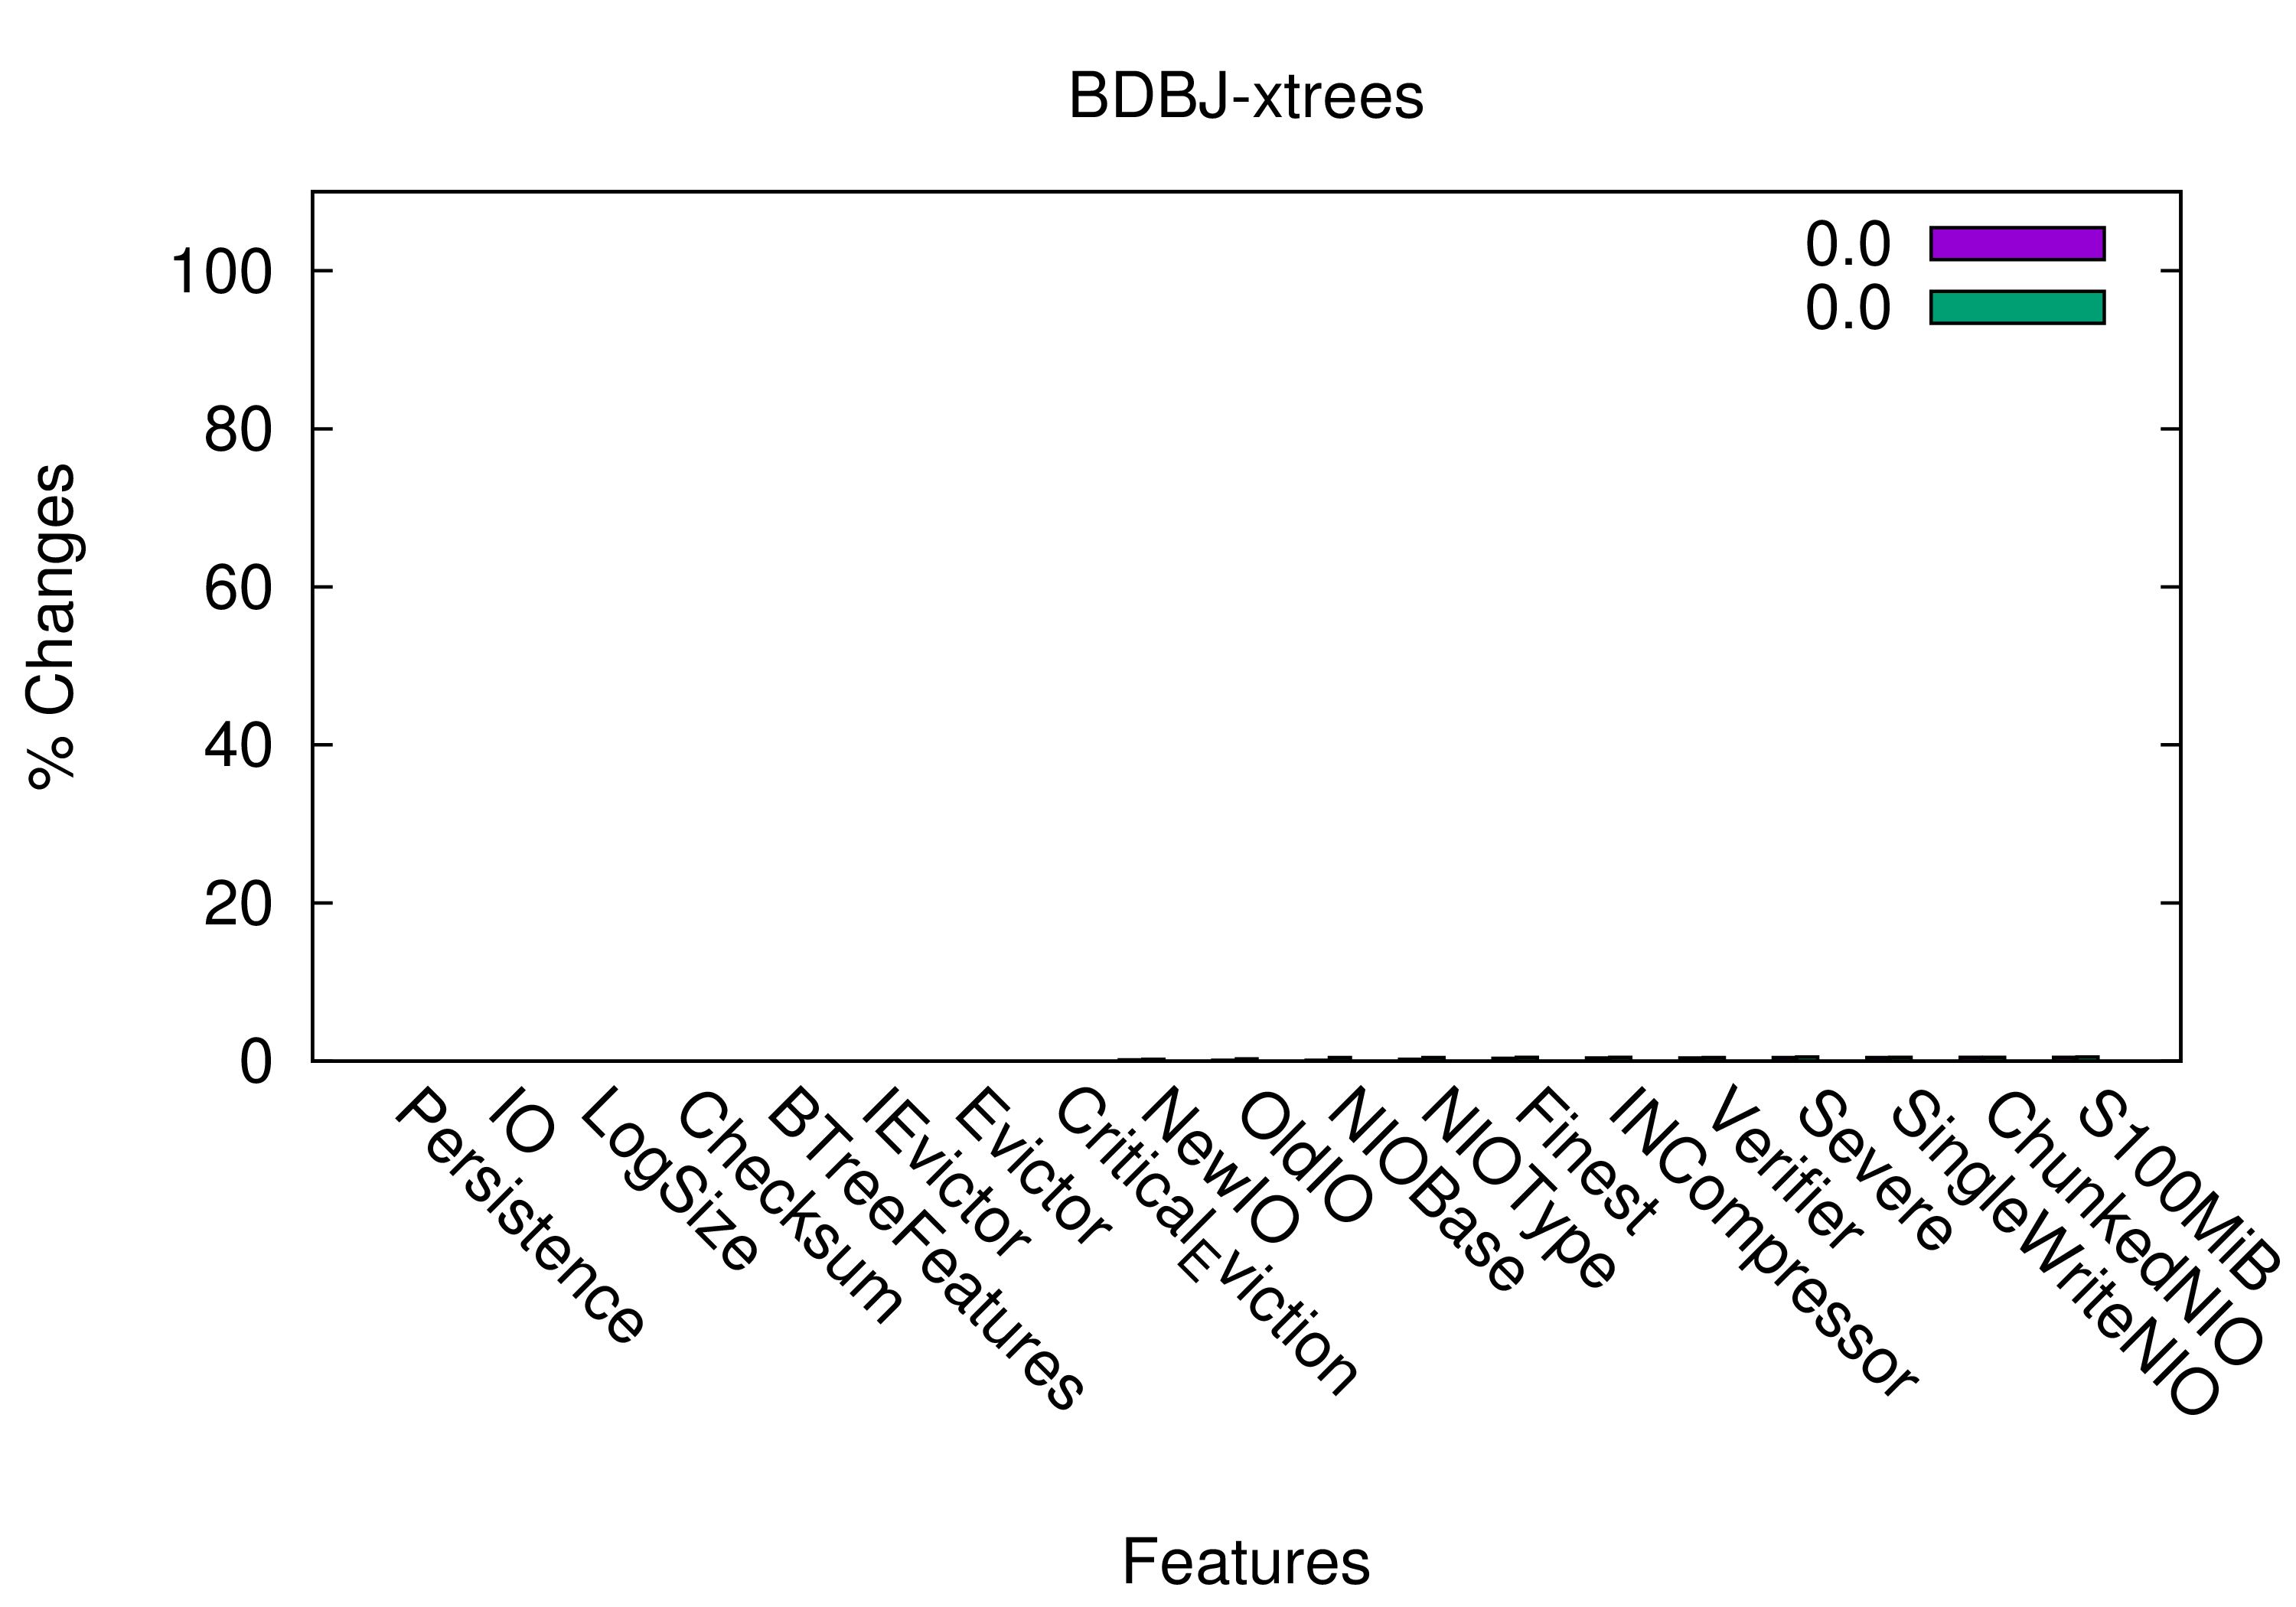 BDBJ-xtrees
0.0
0.0
100
80
60
40
20
0
% Changes
Persistence
IO
LogSize
Checksum
BTreeFeatures
IEvictor
Evictor
CriticalEviction
NewIO
OldIO
NIOBase
NIOType
Finest
INCompressor
Verifier
Severe
SingleWriteNIO
ChunkedNIO
S100MiB
Features